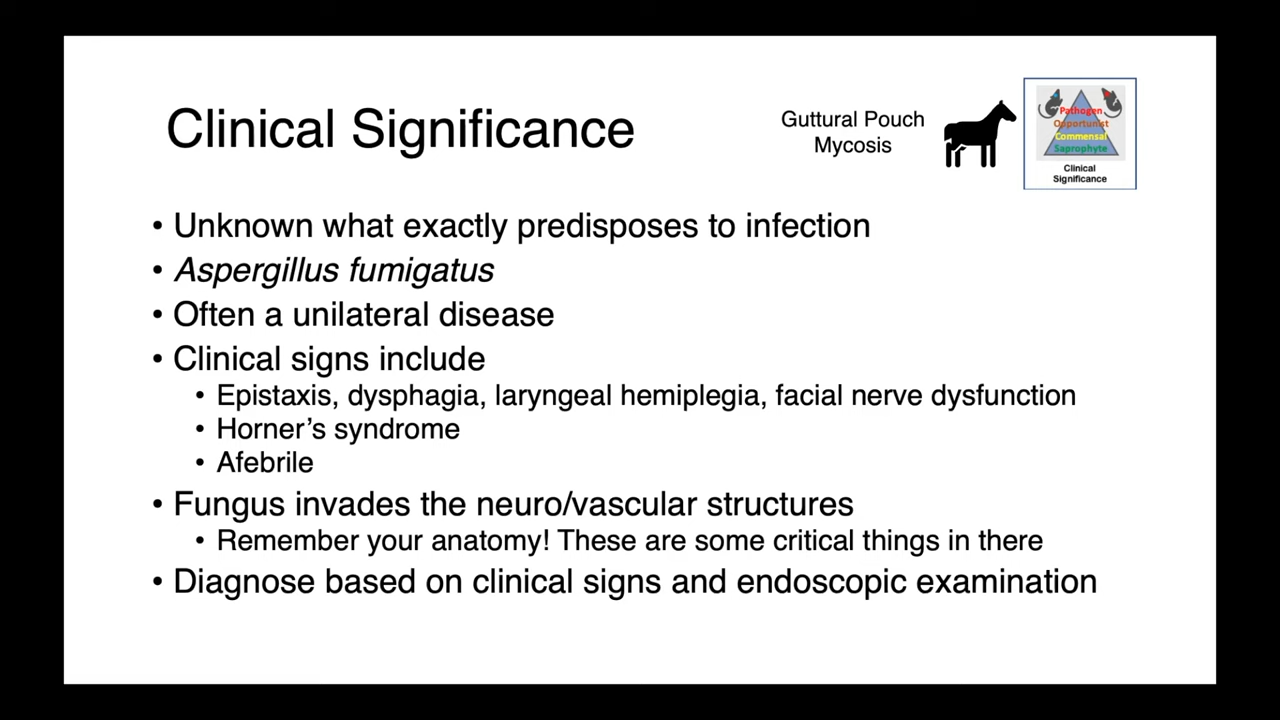 Clinical Significance
Guttural Pouch
Mycosis
Pathogen
Opportunist
Commensal
Saprophyte
Clinical
Significance
• Unknown what exactly predisposes to infection
• Aspergillus fumigatus
• Often a unilateral disease
• Clinical signs include
• Epistaxis, dysphagia, laryngeal hemiplegia, facial nerve dysfunction
• Horner’s syndrome
• Afebrile
• Fungus invades the neuro/vascular structures
• Remember your anatomy! These are some critical things in there
• Diagnose based on clinical signs and endoscopic examination